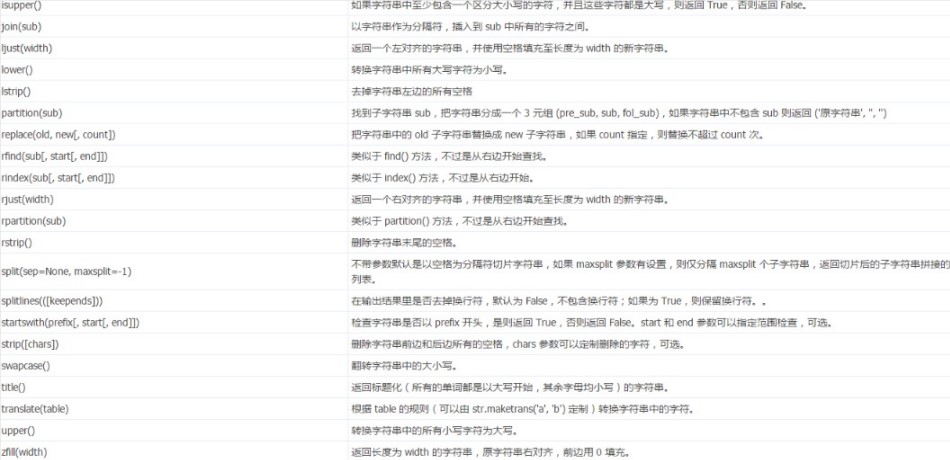 isupper() 如果字符串中至少包含一个区分大小写的字符，并且这些字符都是大写，则返回 True，否则返回 False。
join(sub) 以字符串作为分隔符，插入到 sub 中所有的字符之间。
ljust(width) 返回一个左对齐的字符串，并使用空格填充至长度为 width 的新字符串。
lower() 转换字符串中所有大写字符为小写。
lstrip() 去掉字符串左边的所有空格
partition(sub) 找到子字符串 sub，把字符串分成一个 3 元组 (pre_sub, sub, fol_sub)，如果字符串中不包含 sub 则返回 ('原字符串', '', '')
replace(old, new[, count]) 把字符串中的 old 子字符串替换成 new 子字符串，如果 count 指定，则替换不超过 count 次。
rfind(sub[, start[, end]]) 类似于 find() 方法，不过是从右边开始查找。
rindex(sub[, start[, end]]) 类似于 index() 方法，不过是从右边开始。
rjust(width) 返回一个右对齐的字符串，并使用空格填充至长度为 width 的新字符串。
rpartition(sub) 类似于 partition() 方法，不过是从右边开始查找。
rstrip() 删除字符串末尾的空格。
split(sep=None, maxsplit=-1) 不带参数默认是以空格为分隔符切片字符串，如果 maxsplit 参数有设置，则仅分隔 maxsplit 个子字符串，返回切片后的子字符串拼接的
列表。
splitlines(([keepends])) 在输出结果里是否去掉换行符，默认为 False，不包含换行符；如果为 True，则保留换行符。。
startswith(prefix[, start[, end]]) 检查字符串是否以 prefix 开头，是则返回 True，否则返回 False。start 和 end 参数可以指定范围检查，可选。
strip([chars]) 删除字符串前边和后边所有的空格，chars 参数可以定制删除的字符，可选。
swapcase() 翻转字符串中的大小写。
title() 返回标题化（所有的单词都是以大写开始，其余字母均小写）的字符串。
translate(table) 根据 table 的规则（可以由 str.maketrans('a', 'b') 定制）转换字符串中的字符。
upper() 转换字符串中的所有小写字符为大写。
zfill(width) 返回长度为 width 的字符串，原字符串右对齐，前边用 0 填充。